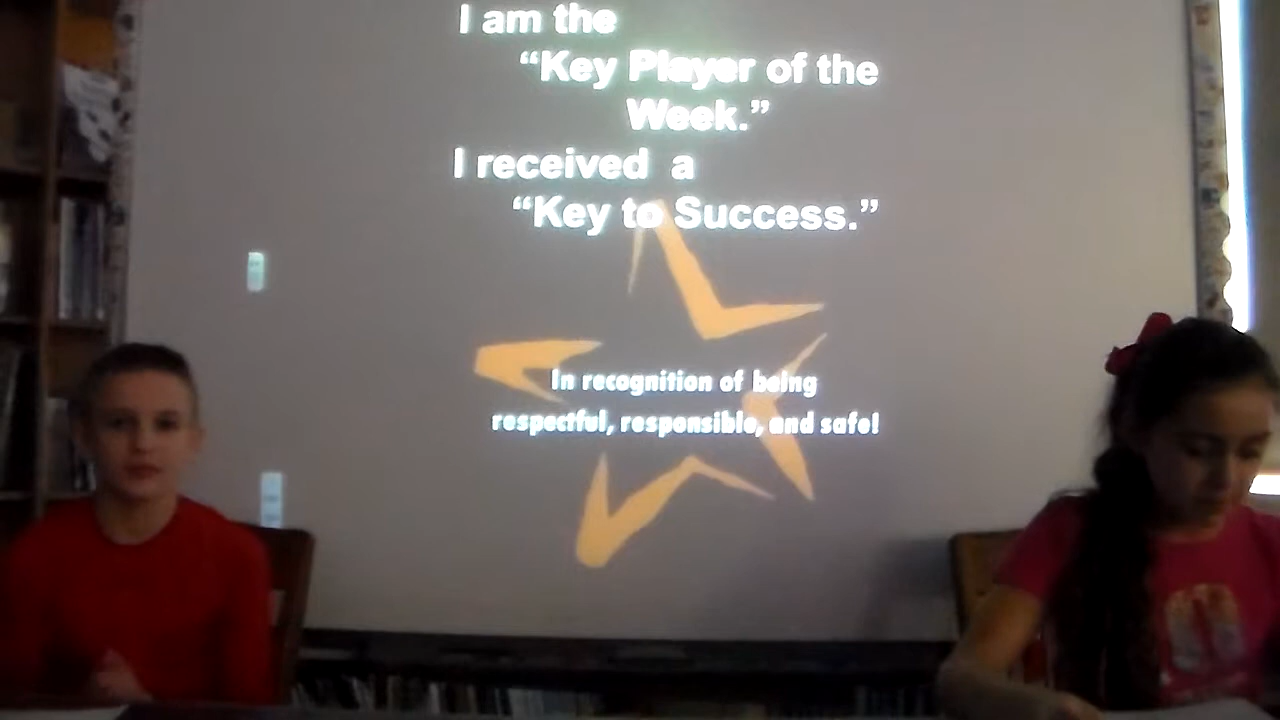 I am the
“Key Player of the
Week.”
I received a
“Key to Success.”
In recognition of being
respectful, responsible, and safe!